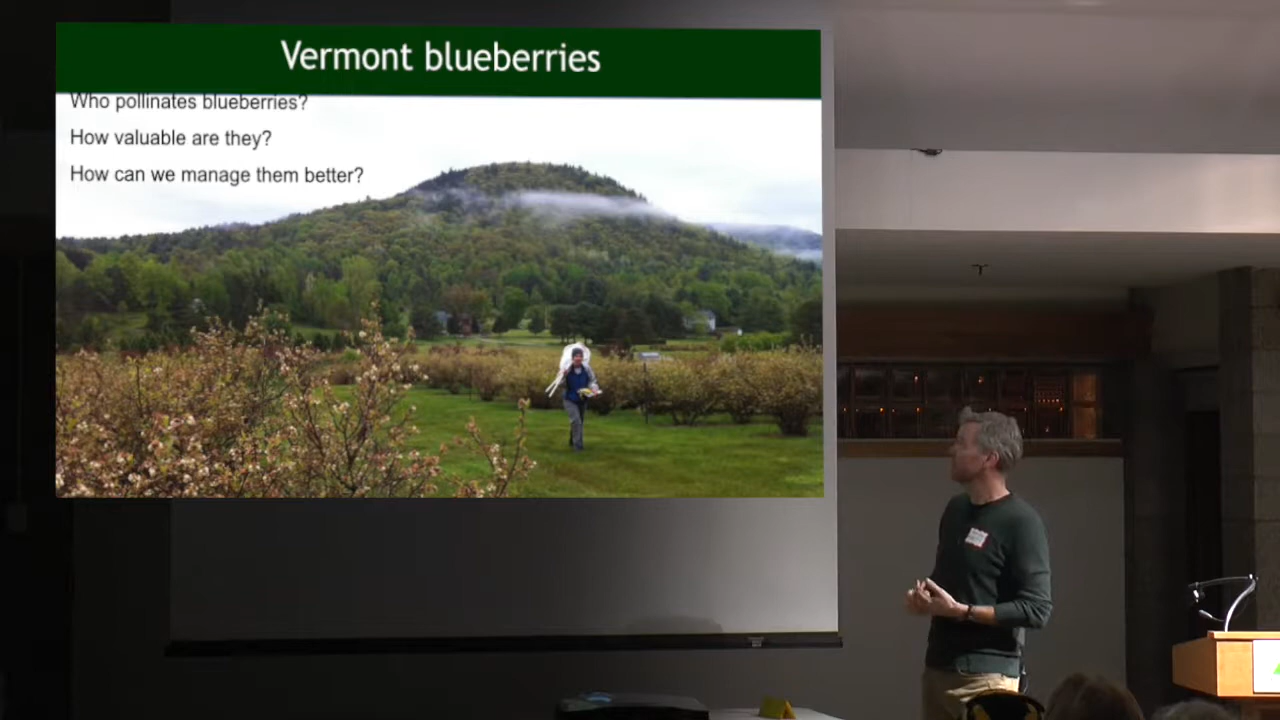 Vermont blueberries
Who pollinates blueberries?
How valuable are they?
How can we manage them better?